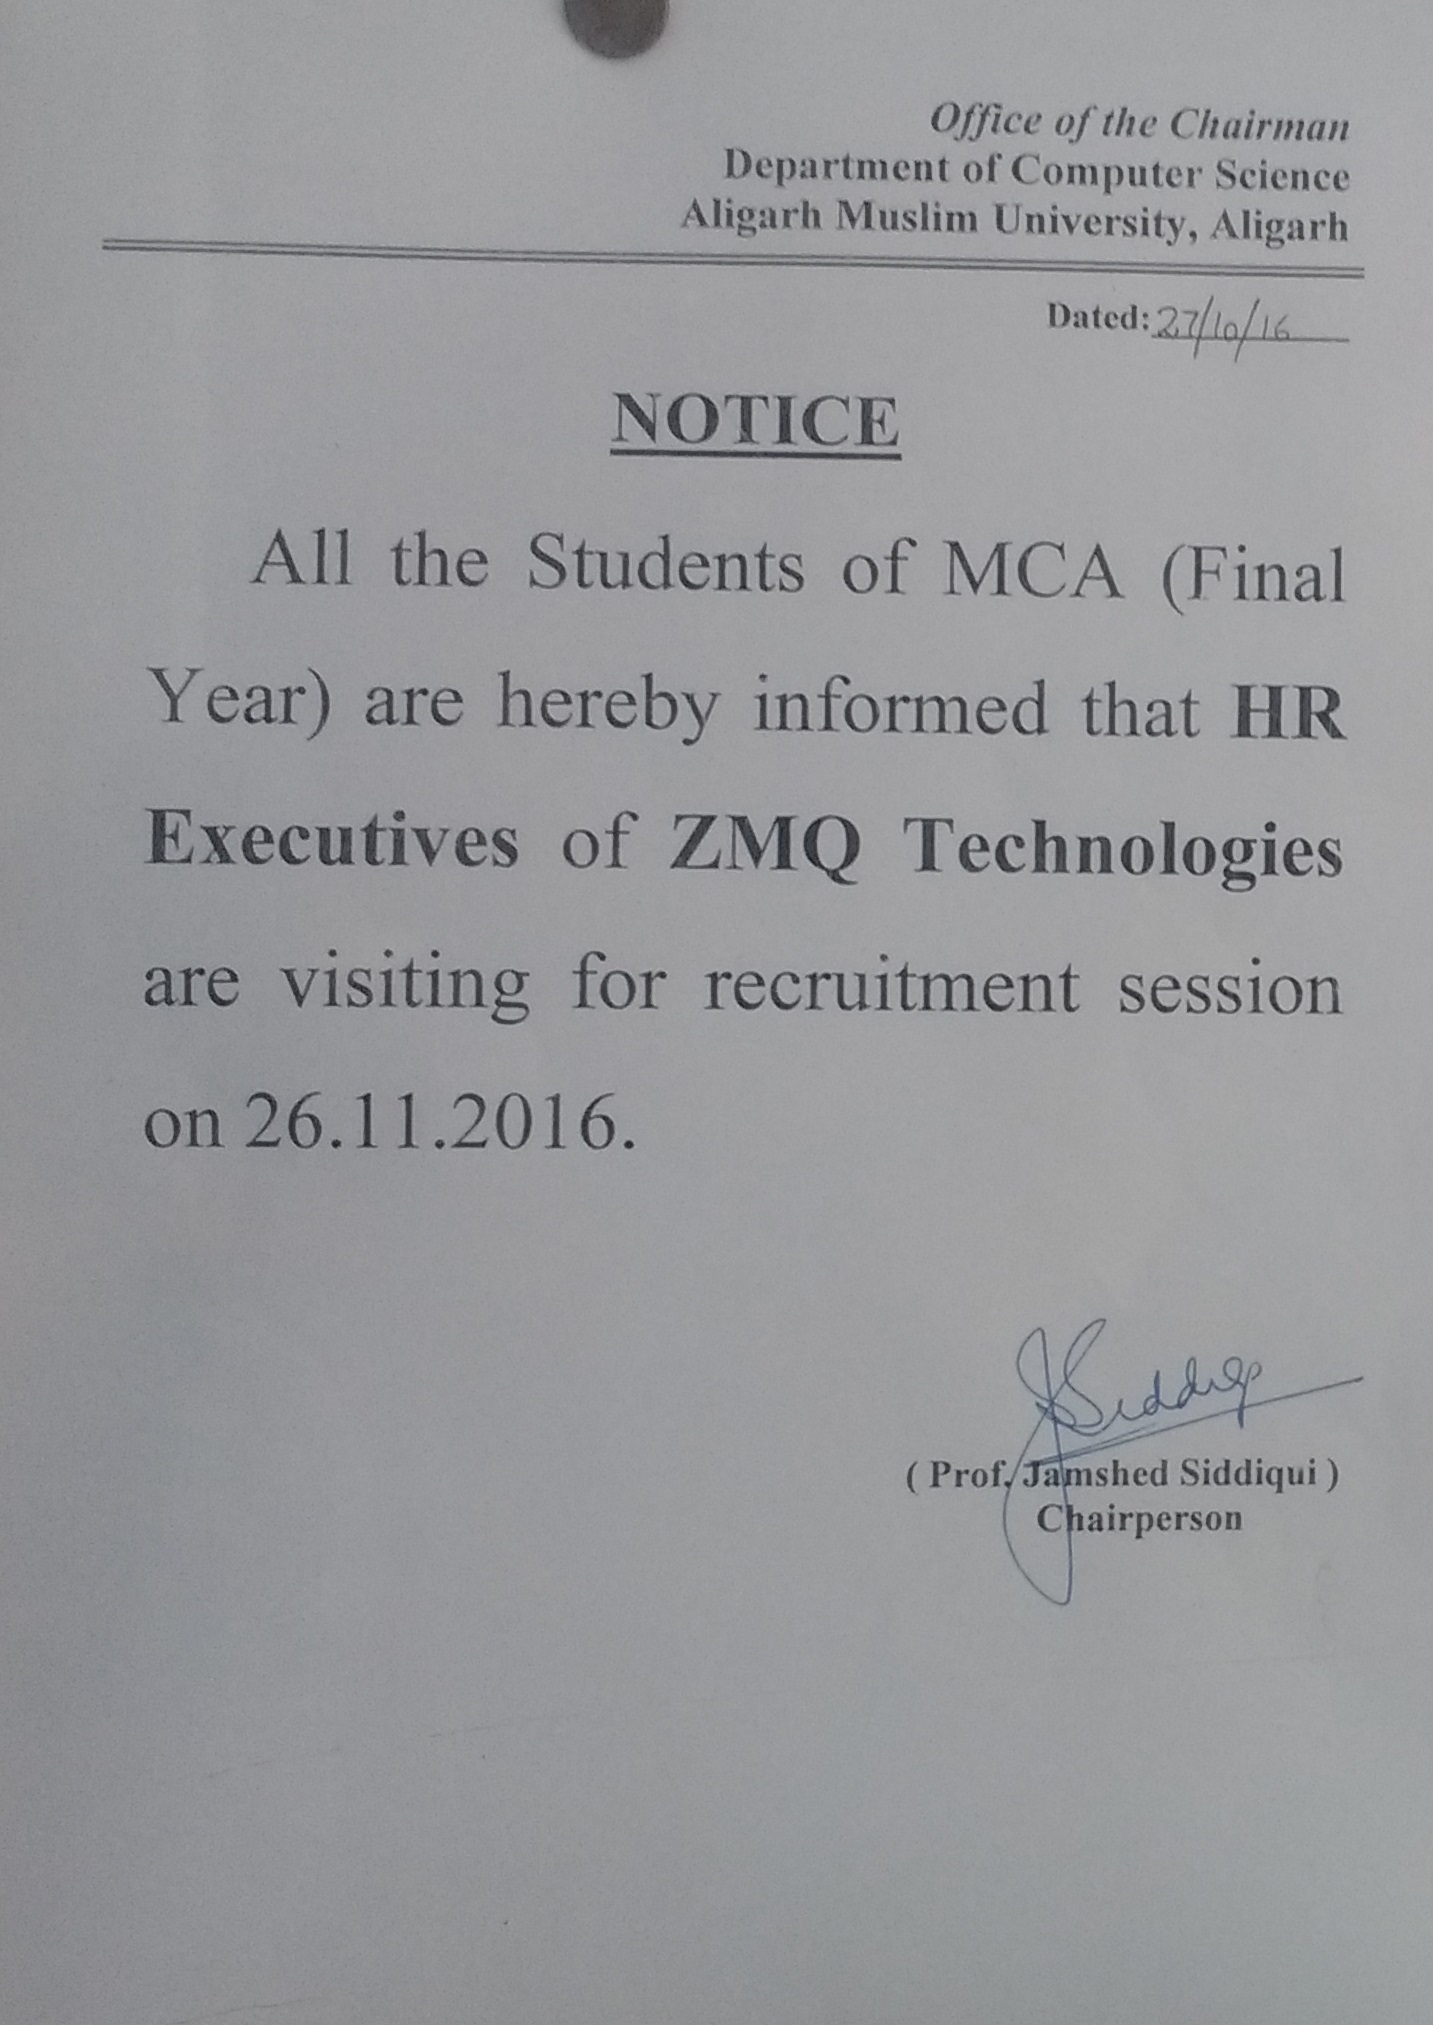 Office of the Chairman
Department of Computer Science
Aligarh Muslim University, Aligarh
Dated: 27/10/16
NOTICE
All the Students of MCA (Final
Year) are hereby informed that HR
Executives of ZMQ Technologies
are visiting for recruitment session
on 26.11.2016.
JSiddiqui
( Prof. Jamshed Siddiqui )
Chairperson